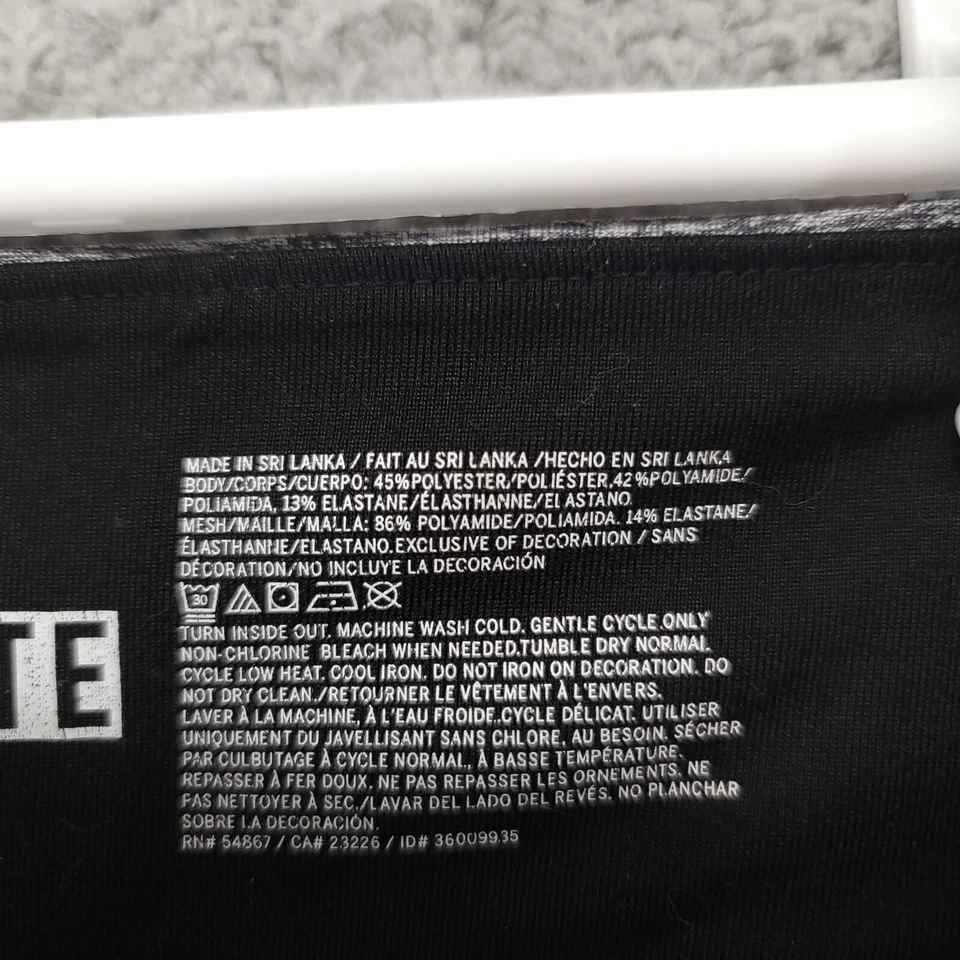 MADE IN SRI LANKA / FAIT AU SRI LANKA /HECHO EN SRI LANKA
BODY/CORPS/CUERPO: 45%POLYESTER/POLIÉSTER,42%POLYAMIDE/
POLIAMIDA, 13% ELASTANE/ÉLASTHANNE/ELASTANO
MESH/MAILLE/MALLA: 86% POLYAMIDE/POLIAMIDA. 14% ELASTANE/
ÉLASTHANNE/ELASTANO.EXCLUSIVE OF DECORATION / SANS
DÉCORATION/NO INCLUYE LA DECORACIÓN
30
TURN INSIDE OUT. MACHINE WASH COLD. GENTLE CYCLE.ONLY
NON-CHLORINE BLEACH WHEN NEEDED.TUMBLE DRY NORMAL
CYCLE LOW HEAT. COOL IRON. DO NOT IRON ON DECORATION. DO
NOT DRY CLEAN./RETOURNER LE VÊTEMENT À L'ENVERS.
LAVER À LA MACHINE, À L'EAU FROIDE..CYCLE DÉLICAT. UTILISER
UNIQUEMENT DU JAVELLISANT SANS CHLORE, AU BESOIN. SÉCHER
PAR CULBUTAGE À CYCLE NORMAL., À BASSE TEMPÉRATURE.
REPASSER À FER DOUX. NE PAS REPASSER LES ORNEMENTS. NE
PAS NETTOYER À SEC./LAVAR DEL LADO DEL REVÉS. NO PLANCHAR
SOBRE LA DECORACIÓN.
RN# 54867 / CA# 23226 / ID# 36009935
TE